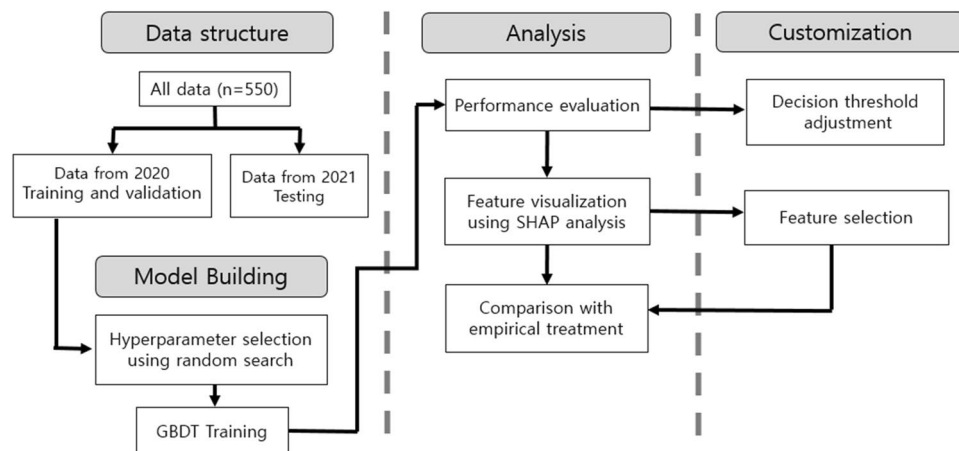 Data structure
All data (n=550)
Data from 2020
Training and validation
Data from 2021
Testing
Model Building
Hyperparameter selection
using random search
GBDT Training
Analysis
Performance evaluation
Feature visualization
using SHAP analysis
Comparison with
empirical treatment
Customization
Decision threshold
adjustment
Feature selection